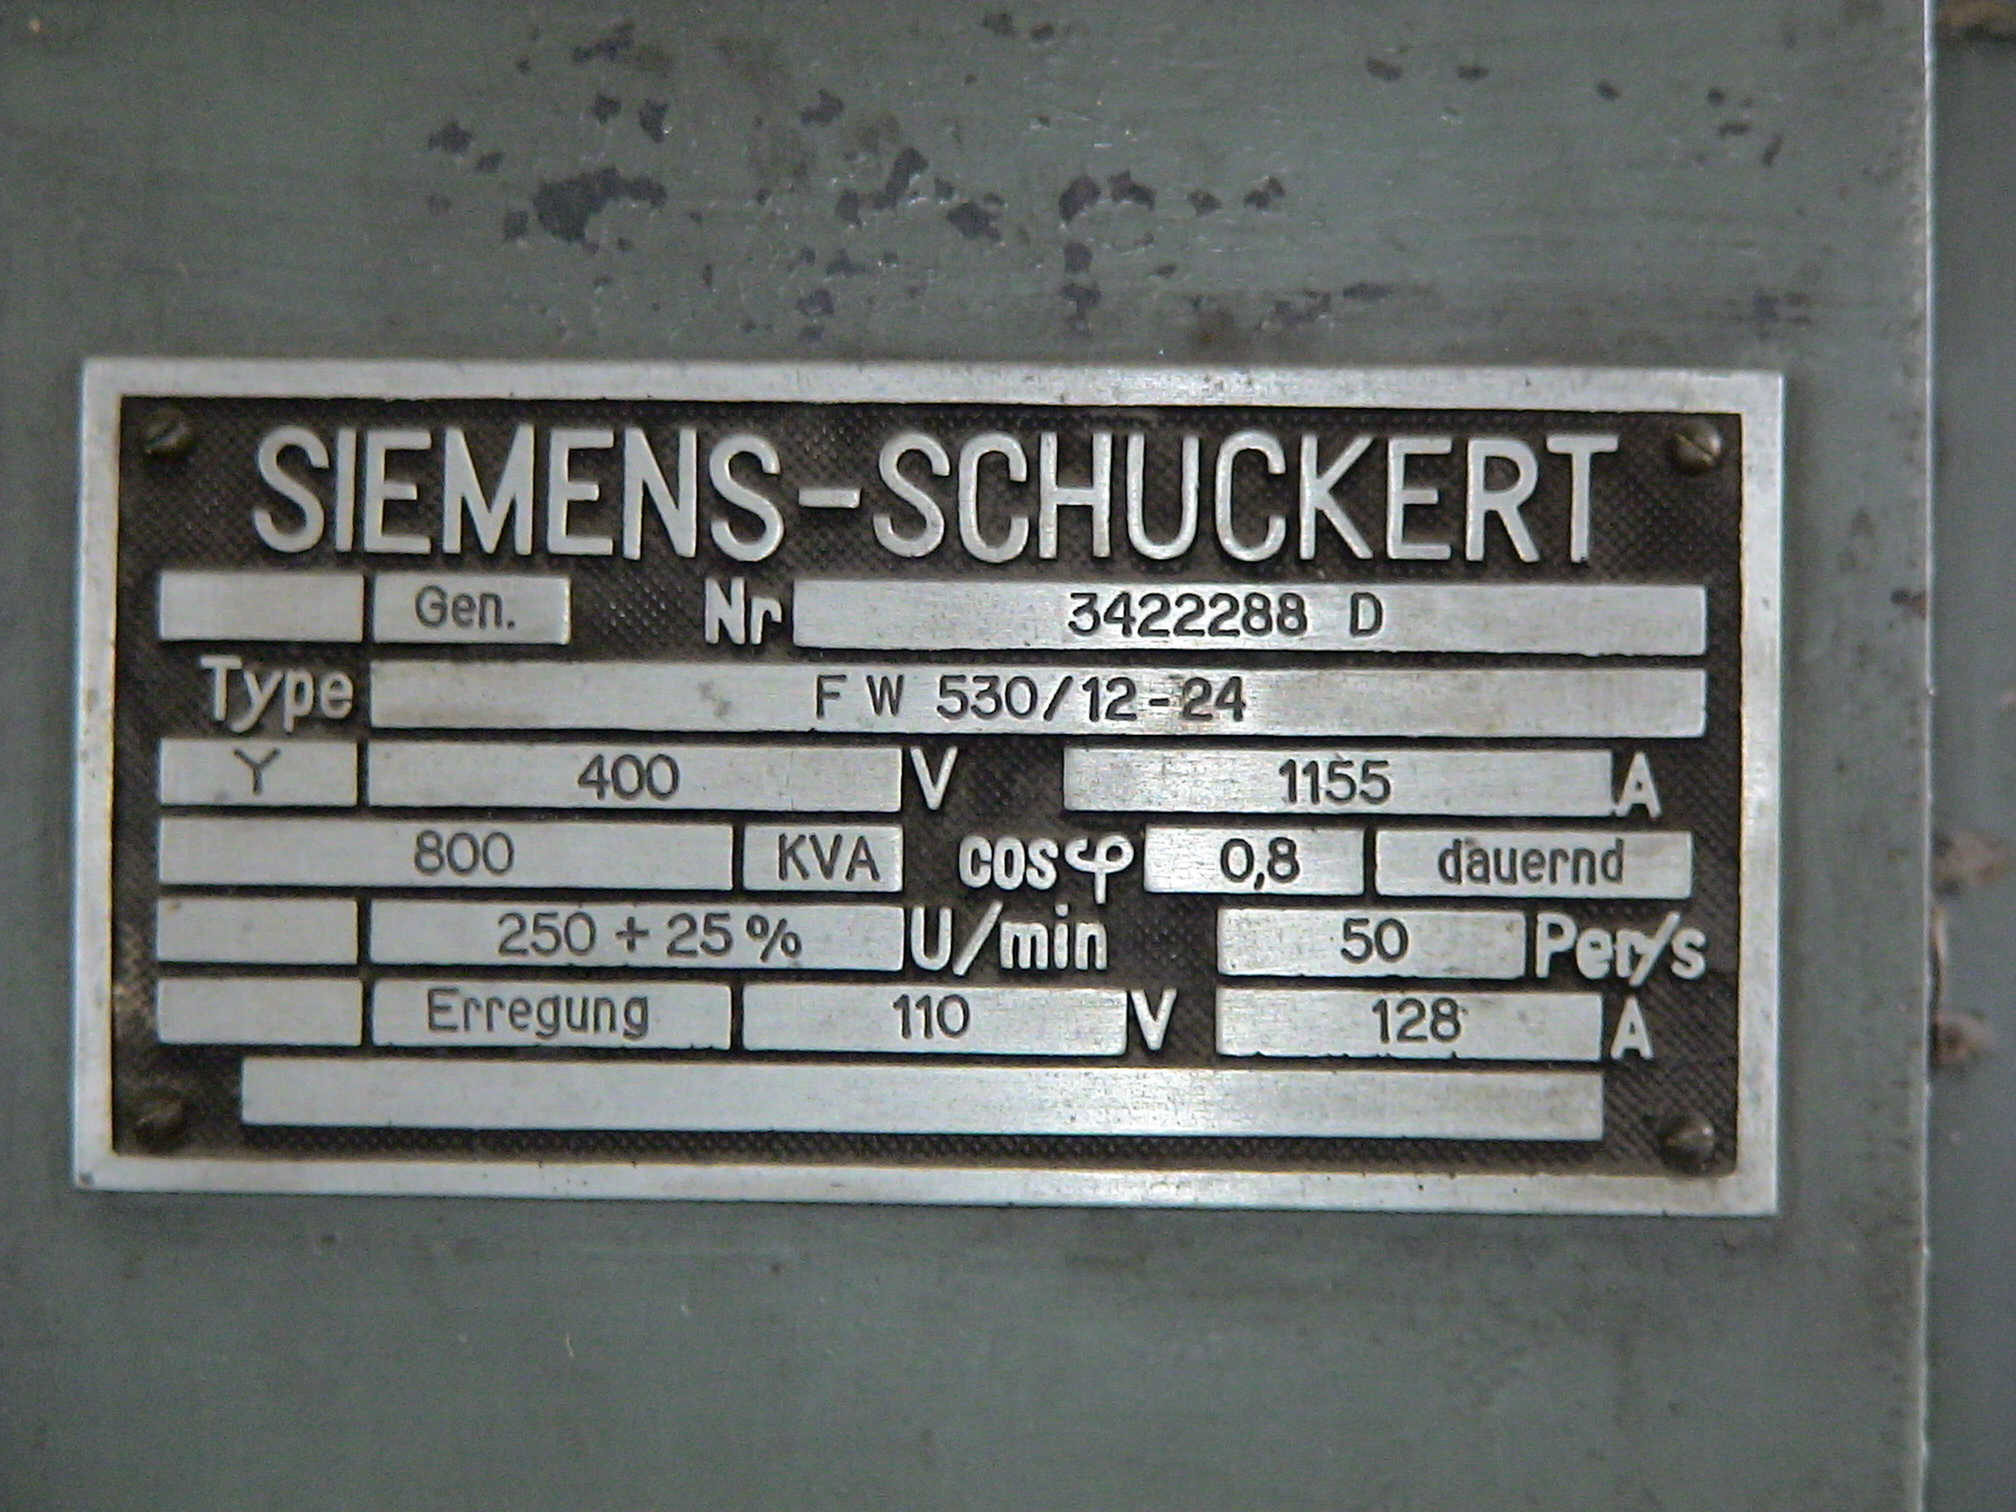 SIEMENS-SCHUCKERT
Gen. Nr 3422288 D
Type F W 530/12-24
Y 400 V 1155 A
800 KVA cosφ 0,8 dauernd
250 + 25 % U/min 50 Per/s
Erregung 110 V 128 A